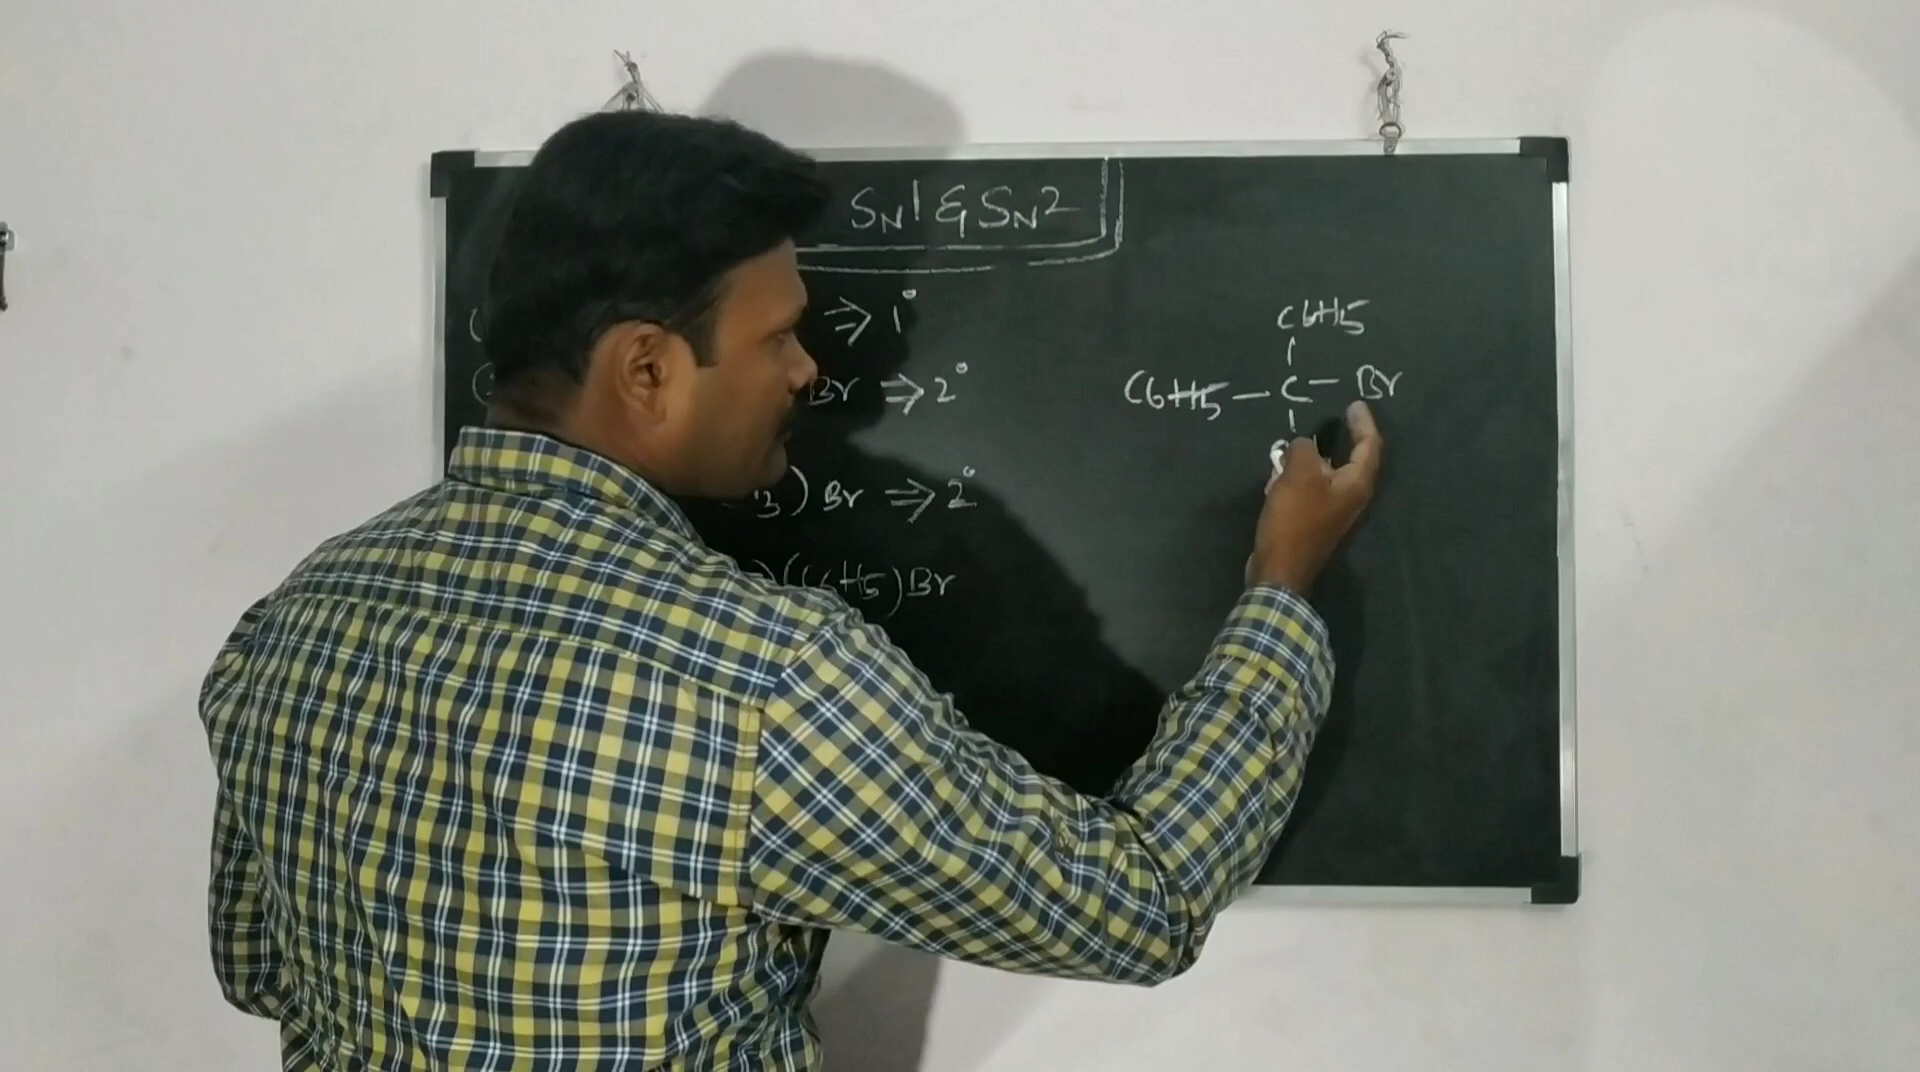 SN1 & SN2
⇒ 1°
Br ⇒ 2°
3) Br ⇒ 2°
)(C6H5)Br
C6H5
|
C6H5 — C — Br
|